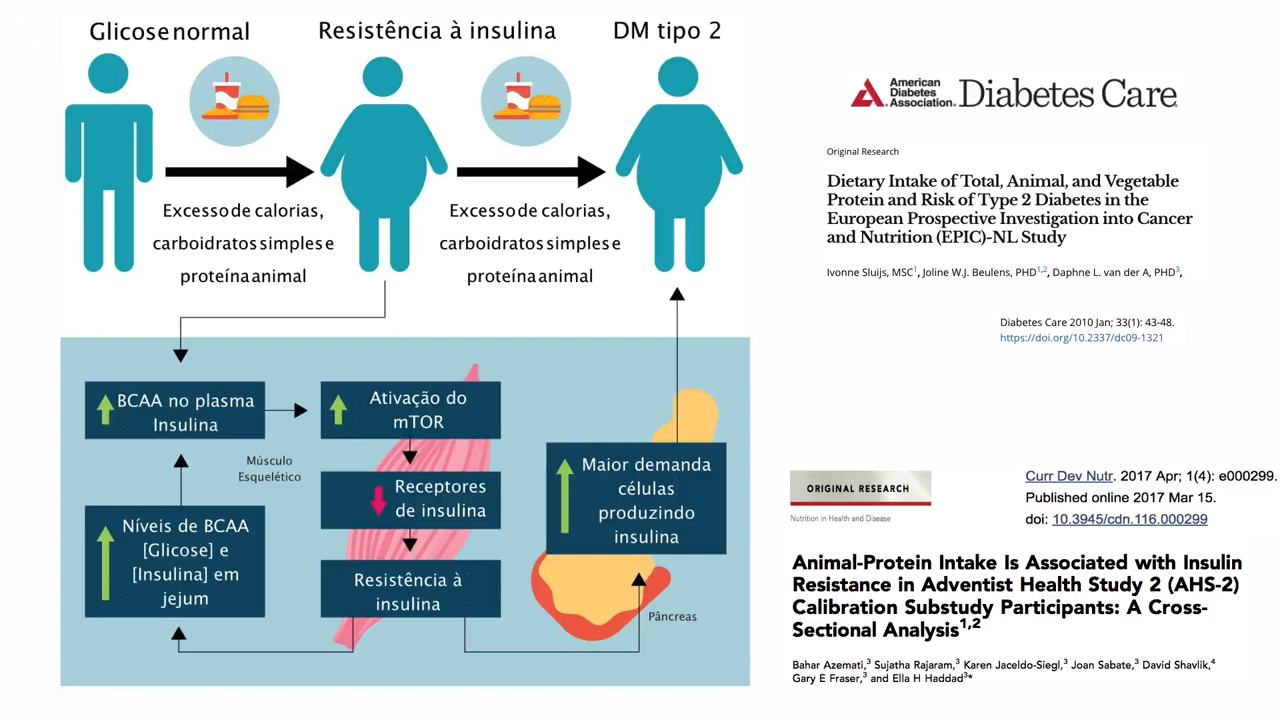 Glicose normal
Resistência à insulina
DM tipo 2
Excesso de calorias,
carboidratos simples e
proteína animal
Excesso de calorias,
carboidratos simples e
proteína animal
BCAA no plasma
Insulina
Ativação do
mTOR
Músculo
Esquelético
Receptores
de insulina
Níveis de BCAA
[Glicose] e
[Insulina] em
jejum
Resistência à
insulina
Maior demanda
células
produzindo
insulina
Pâncreas
American
Diabetes
Association.
Diabetes Care
Original Research
Dietary Intake of Total, Animal, and Vegetable
Protein and Risk of Type 2 Diabetes in the
European Prospective Investigation into Cancer
and Nutrition (EPIC)-NL Study
Ivonne Sluijs, MSC1, Joline W.J. Beulens, PHD1,2, Daphne L. van der A, PHD3,
Diabetes Care 2010 Jan; 33(1): 43-48.
https://doi.org/10.2337/dc09-1321
ORIGINAL RESEARCH
Nutrition in Health and Disease
Curr Dev Nutr. 2017 Apr; 1(4): e000299.
Published online 2017 Mar 15.
doi: 10.3945/cdn.116.000299
Animal-Protein Intake Is Associated with Insulin
Resistance in Adventist Health Study 2 (AHS-2)
Calibration Substudy Participants: A Cross-
Sectional Analysis1,2
Bahar Azemati,3 Sujatha Rajaram,3 Karen Jaceldo-Siegl,3 Joan Sabate,3 David Shavlik,4
Gary E Fraser,3 and Ella H Haddad3*